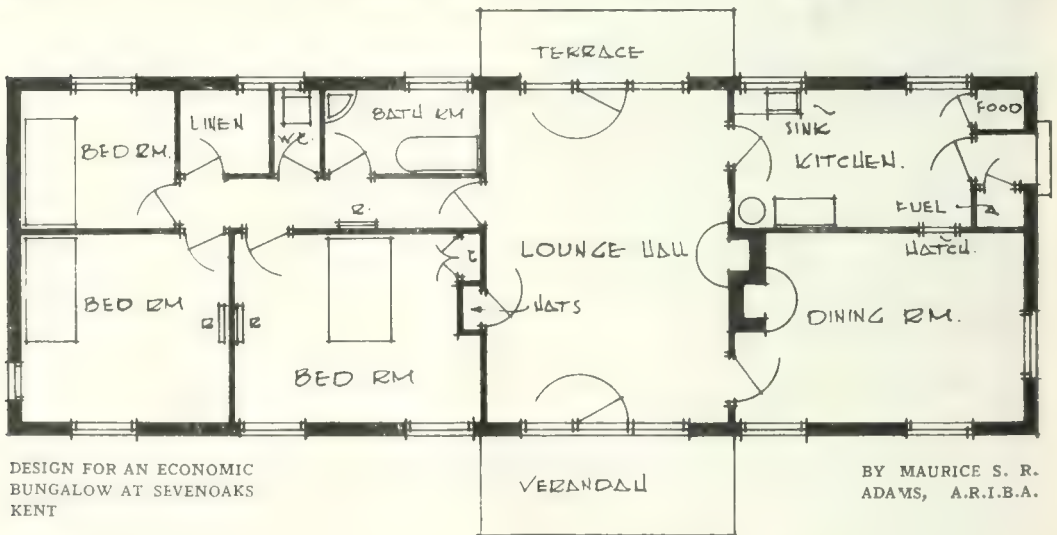 TERRACE
LINEN
W.C.
BATH RM
BED RM.
SINK
FOOD
KITCHEN.
R.
FUEL
LOUNGE HALL
HATCH.
C
HATS
BED RM
R
R
DINING RM.
BED RM
VERANDAH
DESIGN FOR AN ECONOMIC
BUNGALOW AT SEVENOAKS
KENT
BY MAURICE S. R.
ADAMS, A.R.I.B.A.